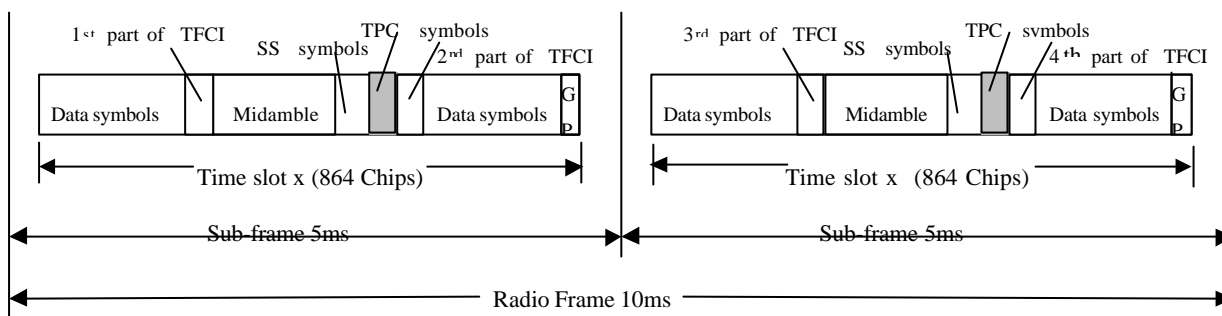 1st part of TFCI
SS symbols
TPC symbols
2nd part of TFCI
3rd part of TFCI
SS symbols
TPC symbols
4th part of TFCI
Data symbols
Midamble
Data symbols
G
P
Data symbols
Midamble
Data symbols
G
P
Time slot x (864 Chips)
Time slot x (864 Chips)
Sub-frame 5ms
Sub-frame 5ms
Radio Frame 10ms